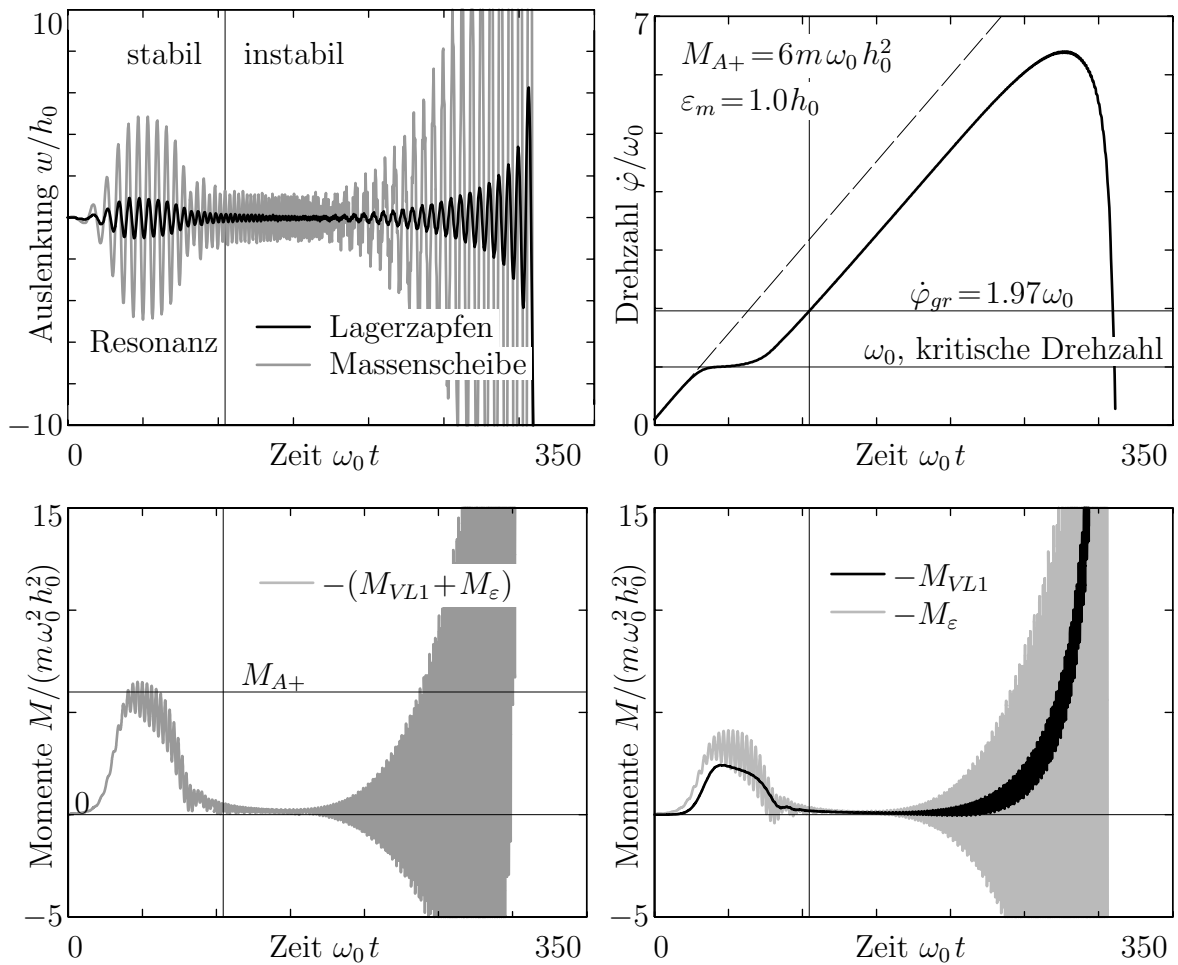 10
stabil
instabil
Auslenkung w/h₀
Resonanz
Lagerzapfen
Massenscheibe
−10
0
Zeit ω₀t
350
7
M_{A+} = 6mω₀h₀²
ε_m = 1.0h₀
Drehzahl φ̇/ω₀
φ̇_{gr} = 1.97ω₀
ω₀, kritische Drehzahl
0
0
Zeit ω₀t
350
15
−(M_{VL1}+M_ε)
Momente M/(mω₀²h₀²)
M_{A+}
0
−5
0
Zeit ω₀t
350
15
−M_{VL1}
−M_ε
Momente M/(mω₀²h₀²)
−5
0
Zeit ω₀t
350